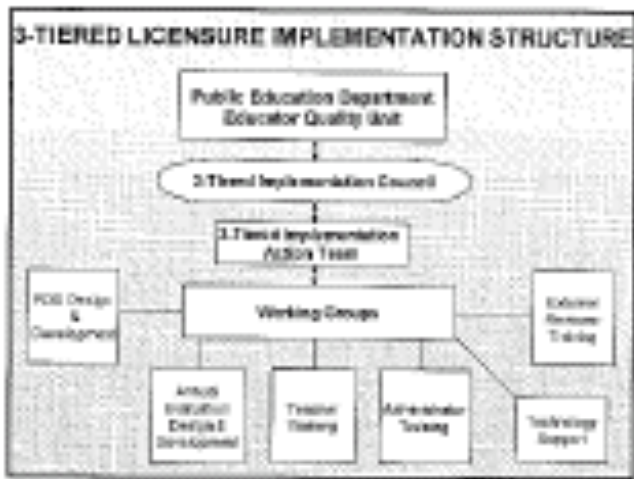 3-TIERED LICENSURE IMPLEMENTATION STRUCTURE
Public Education Department
Educator Quality Unit
3-Tiered Implementation Council
3-Tiered Implementation
Action Team
Working Groups
PDD Design
&
Development
External
Reviewer
Training
Annual
Evaluation
Design &
Development
Teacher
Training
Administrator
Training
Technology
Support